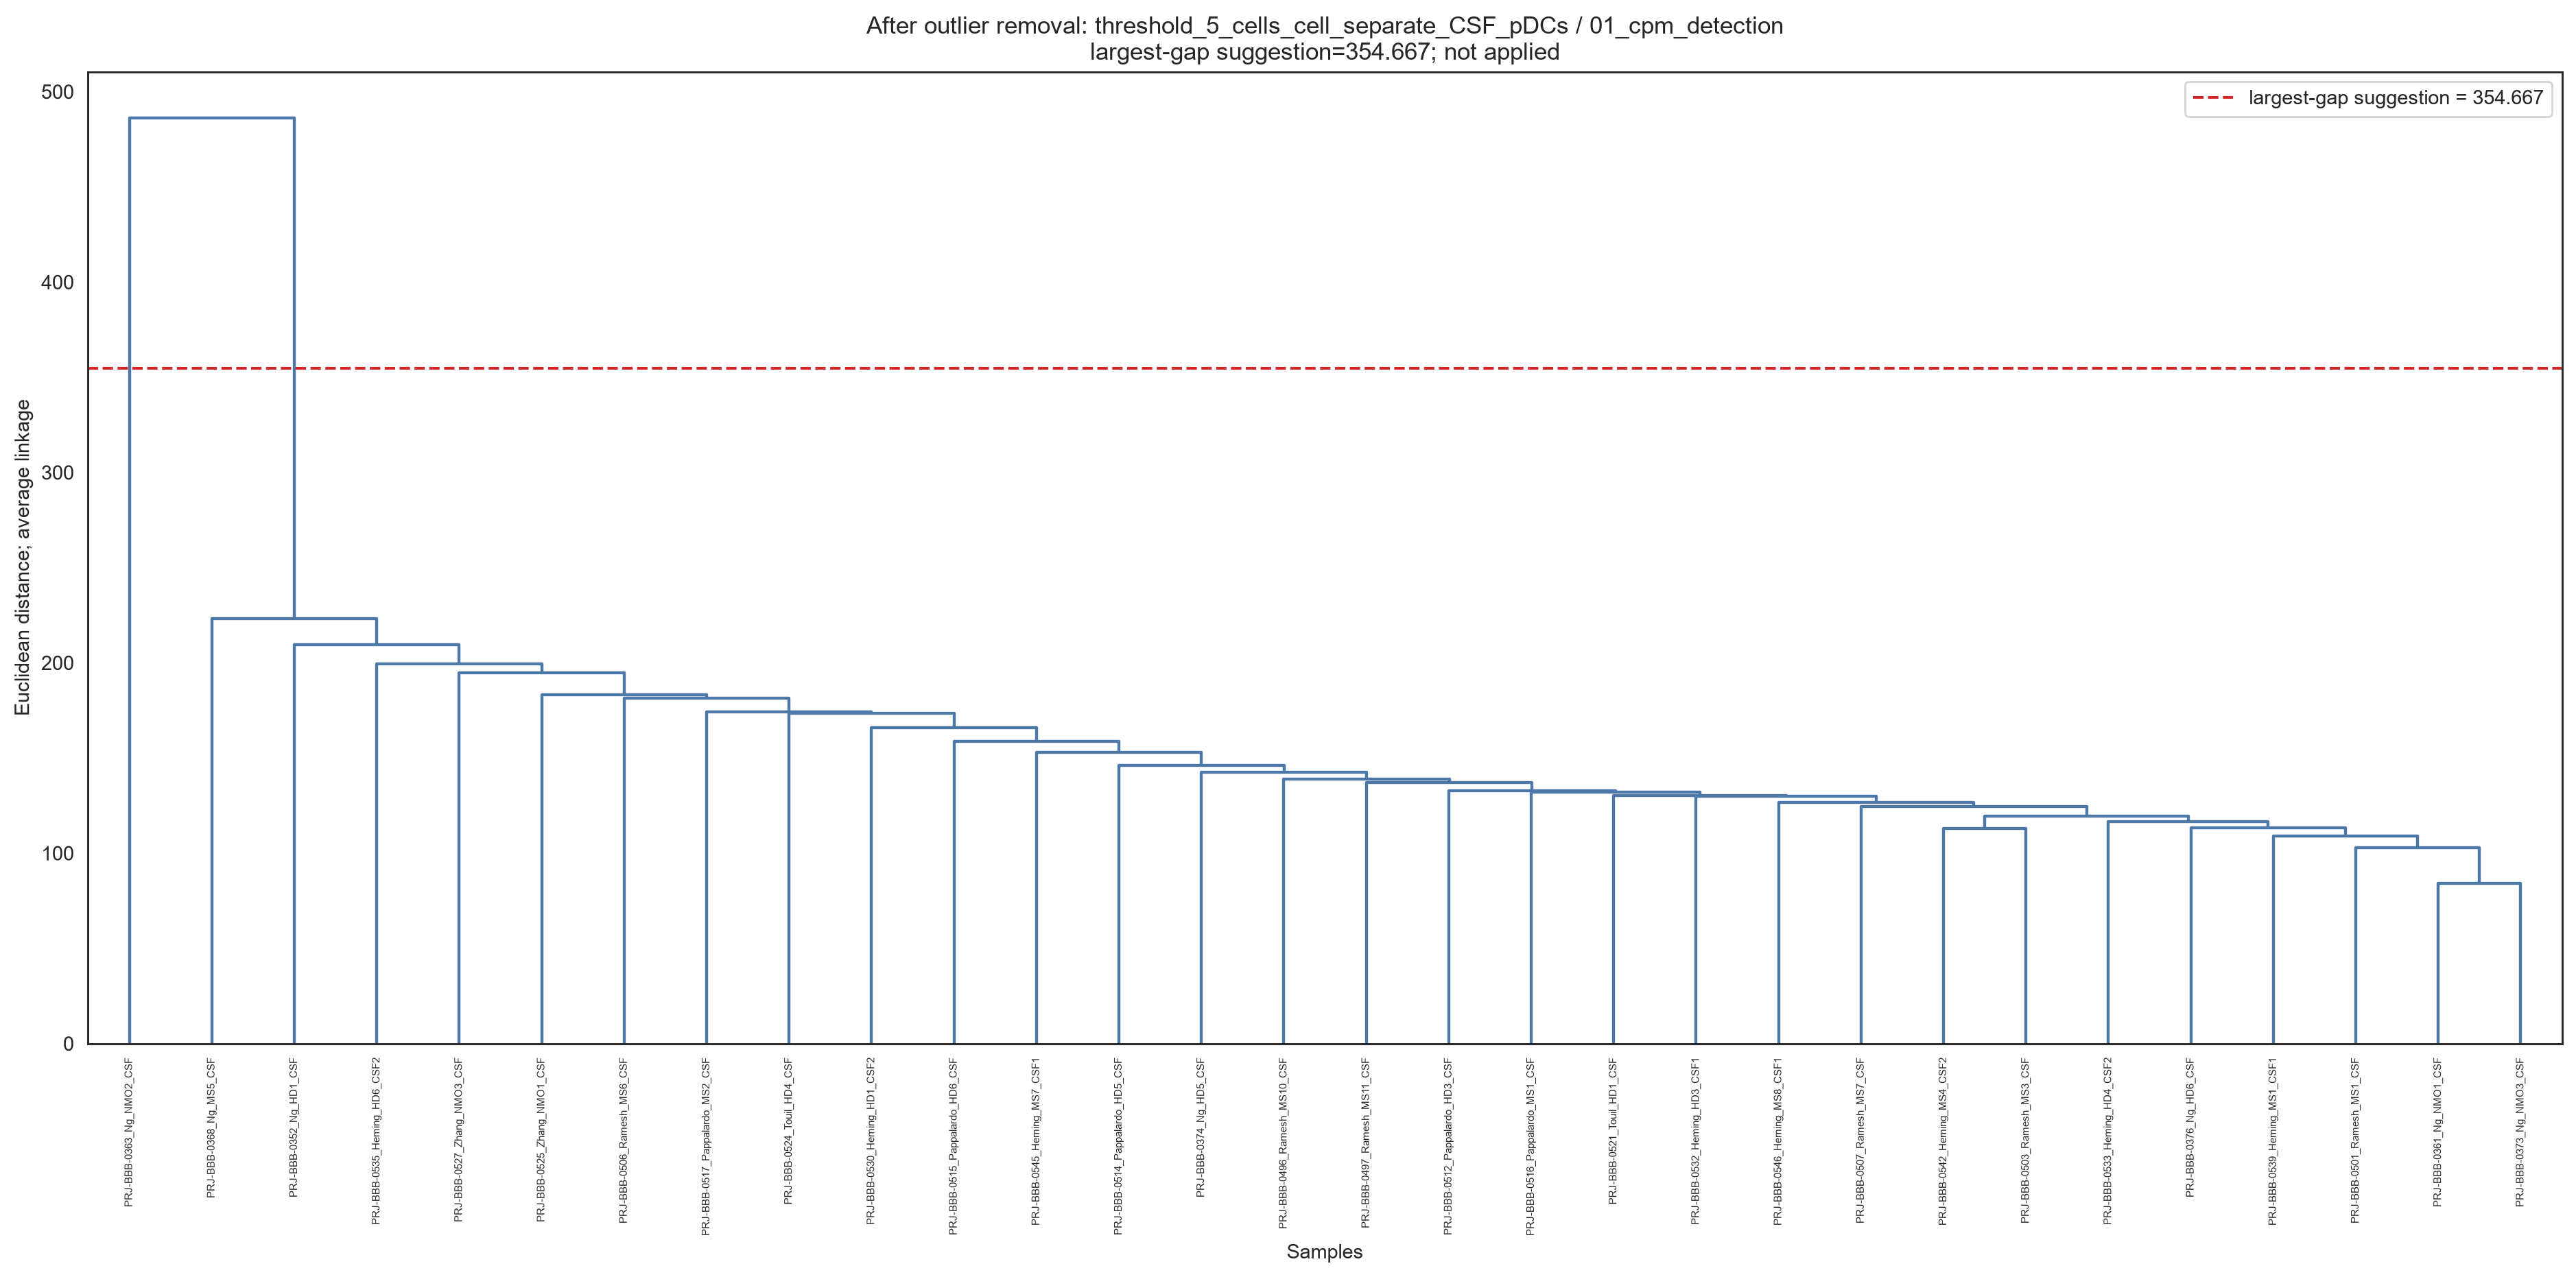 After outlier removal: threshold_5_cells_cell_separate_CSF_pDCs / 01_cpm_detection
largest-gap suggestion=354.667; not applied
largest-gap suggestion = 354.667
Euclidean distance; average linkage
500
400
300
200
100
0
PRJ-BBB-0363_Ng_NMO2_CSF
PRJ-BBB-0368_Ng_MS5_CSF
PRJ-BBB-0352_Ng_HD1_CSF
PRJ-BBB-0535_Heming_HD6_CSF2
PRJ-BBB-0527_Zhang_NMO3_CSF
PRJ-BBB-0525_Zhang_NMO1_CSF
PRJ-BBB-0506_Ramesh_MS6_CSF
PRJ-BBB-0517_Pappalardo_MS2_CSF
PRJ-BBB-0524_Touil_HD4_CSF
PRJ-BBB-0530_Heming_HD1_CSF2
PRJ-BBB-0515_Pappalardo_HD6_CSF
PRJ-BBB-0545_Heming_MS7_CSF1
PRJ-BBB-0514_Pappalardo_HD5_CSF
PRJ-BBB-0374_Ng_HD5_CSF
PRJ-BBB-0496_Ramesh_MS10_CSF
PRJ-BBB-0497_Ramesh_MS11_CSF
PRJ-BBB-0512_Pappalardo_HD3_CSF
PRJ-BBB-0516_Pappalardo_MS1_CSF
PRJ-BBB-0521_Touil_HD1_CSF
PRJ-BBB-0532_Heming_HD3_CSF1
PRJ-BBB-0546_Heming_MS8_CSF1
PRJ-BBB-0507_Ramesh_MS7_CSF
PRJ-BBB-0542_Heming_MS4_CSF2
PRJ-BBB-0503_Ramesh_MS3_CSF
PRJ-BBB-0533_Heming_HD4_CSF2
PRJ-BBB-0376_Ng_HD6_CSF
PRJ-BBB-0539_Heming_MS1_CSF1
PRJ-BBB-0501_Ramesh_MS1_CSF
PRJ-BBB-0361_Ng_NMO1_CSF
PRJ-BBB-0373_Ng_NMO3_CSF
Samples